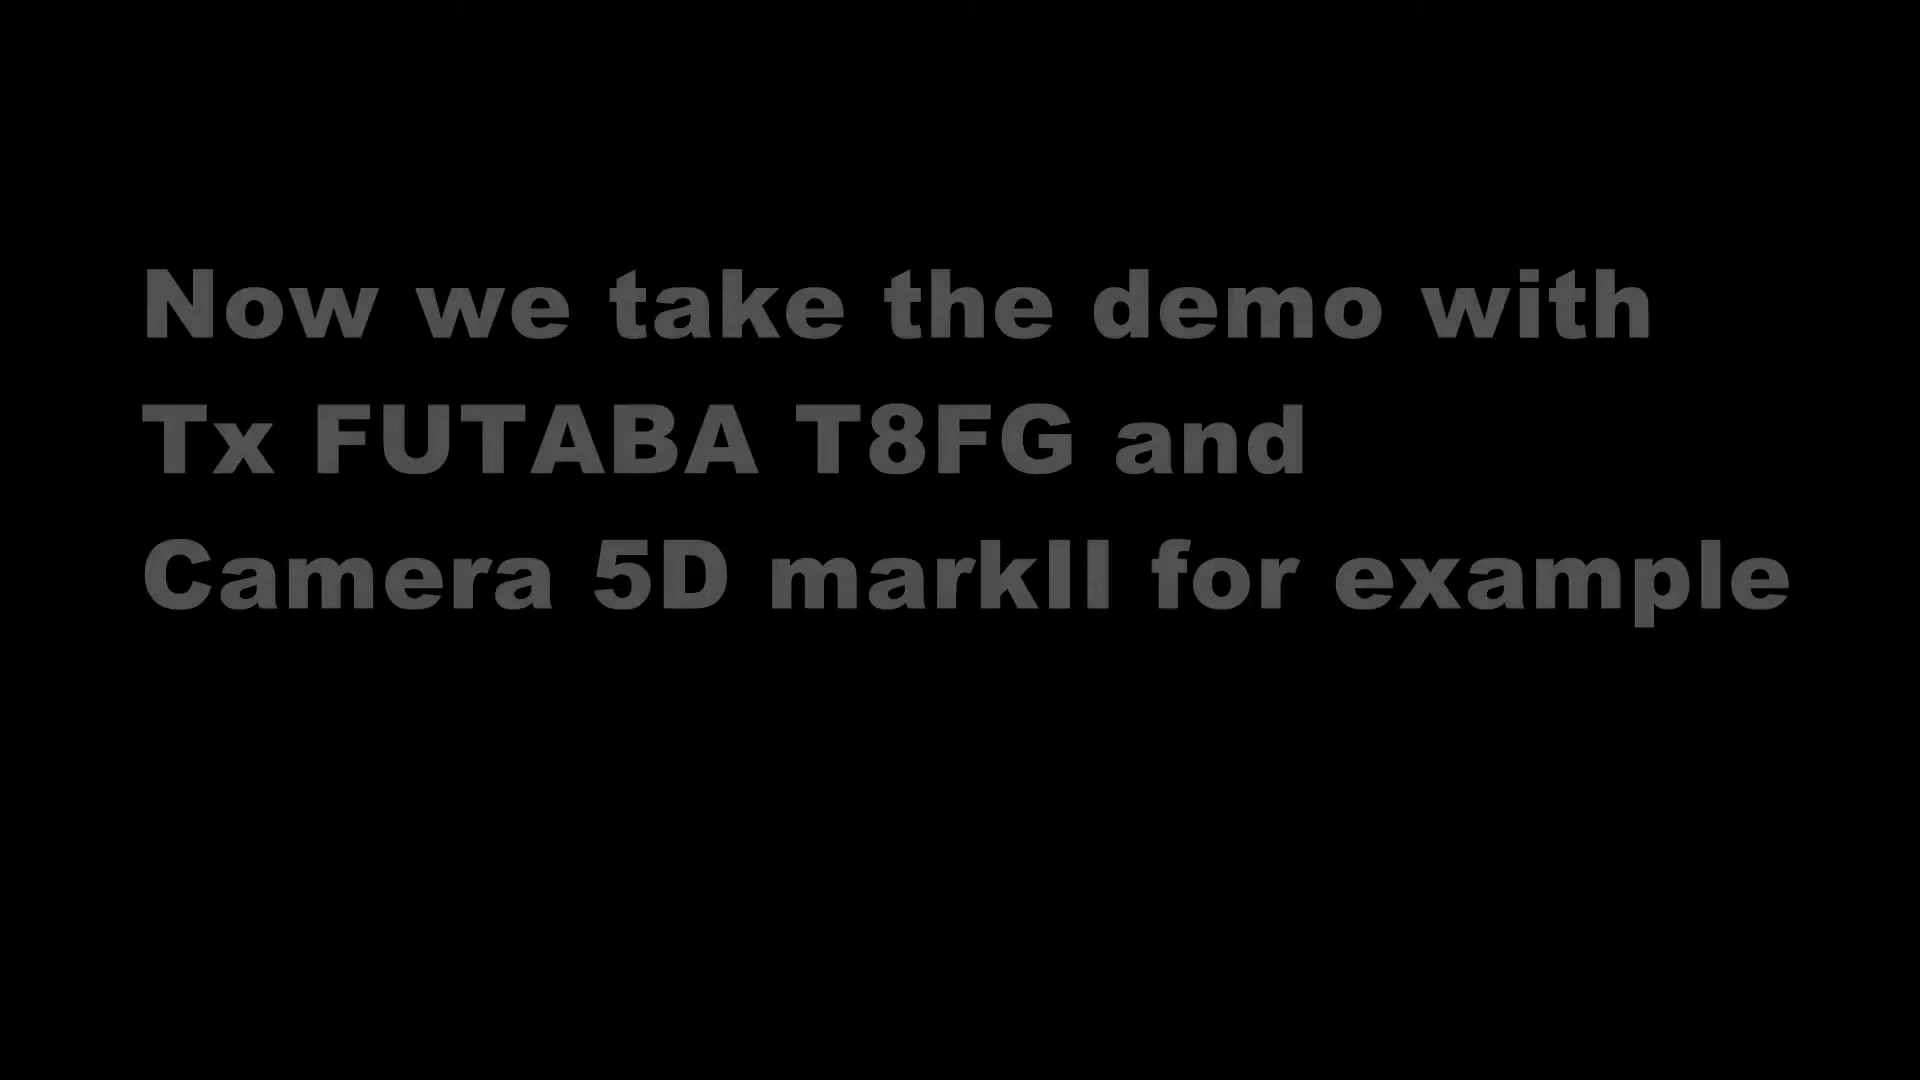 Now we take the demo with
Tx FUTABA T8FG and
Camera 5D markII for example